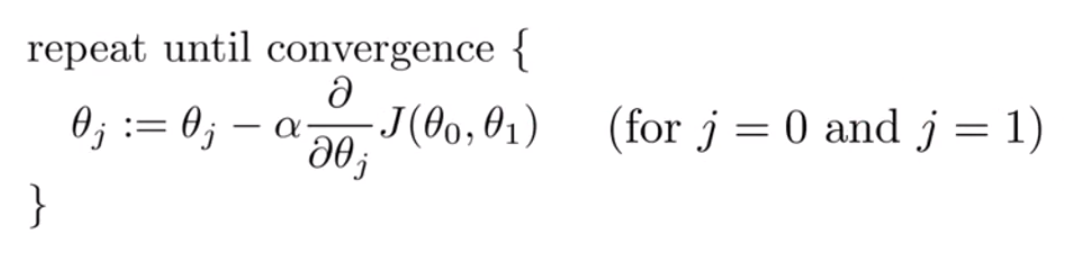 repeat until convergence {
θ_j := θ_j − α ∂/∂θ_j J(θ_0, θ_1) (for j = 0 and j = 1)
}